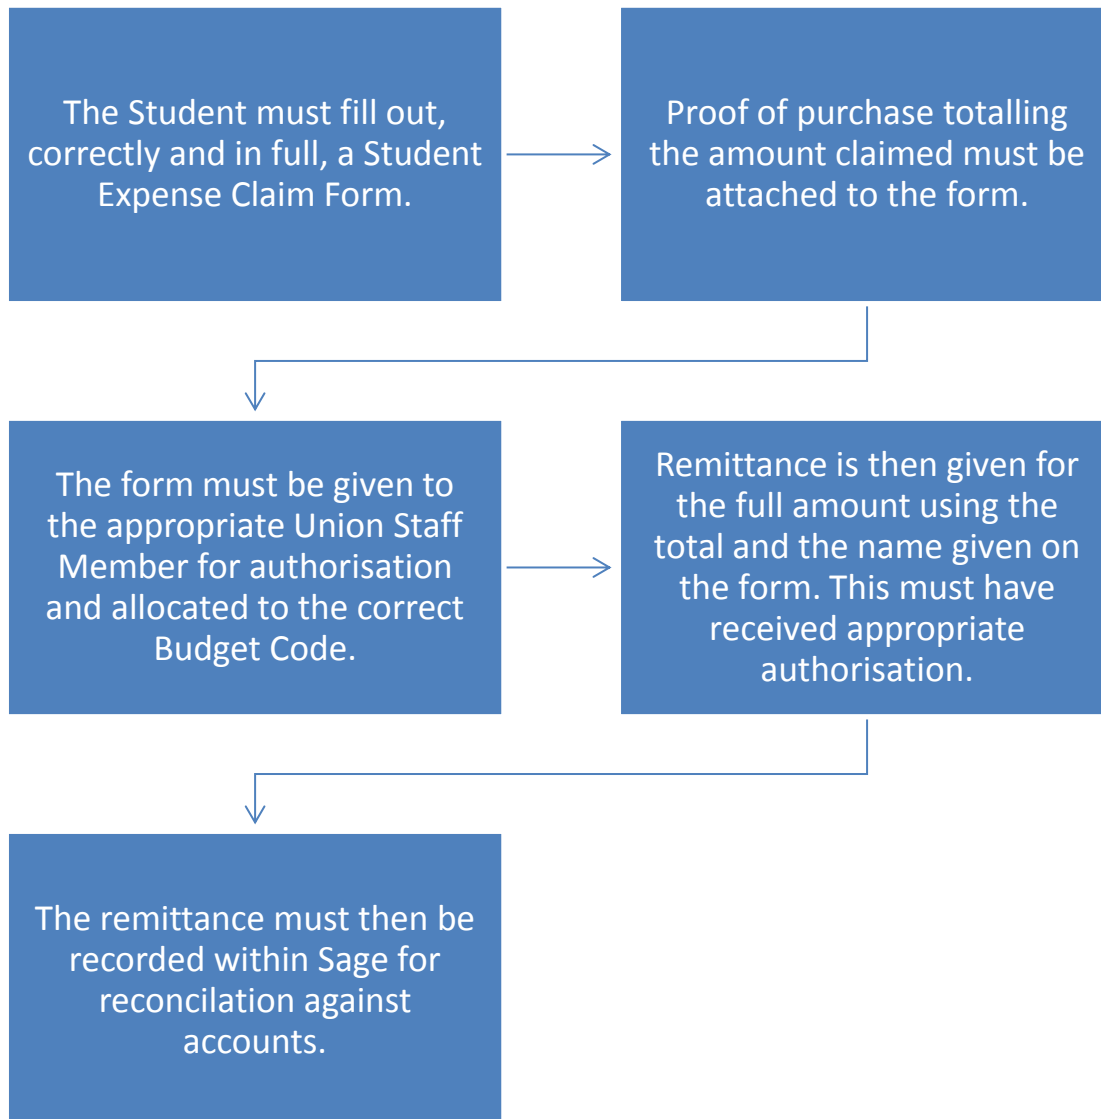 The Student must fill out,
correctly and in full, a Student
Expense Claim Form.
Proof of purchase totalling
the amount claimed must be
attached to the form.
The form must be given to
the appropriate Union Staff
Member for authorisation
and allocated to the correct
Budget Code.
Remittance is then given for
the full amount using the
total and the name given on
the form. This must have
received appropriate
authorisation.
The remittance must then be
recorded within Sage for
reconcilation against
accounts.